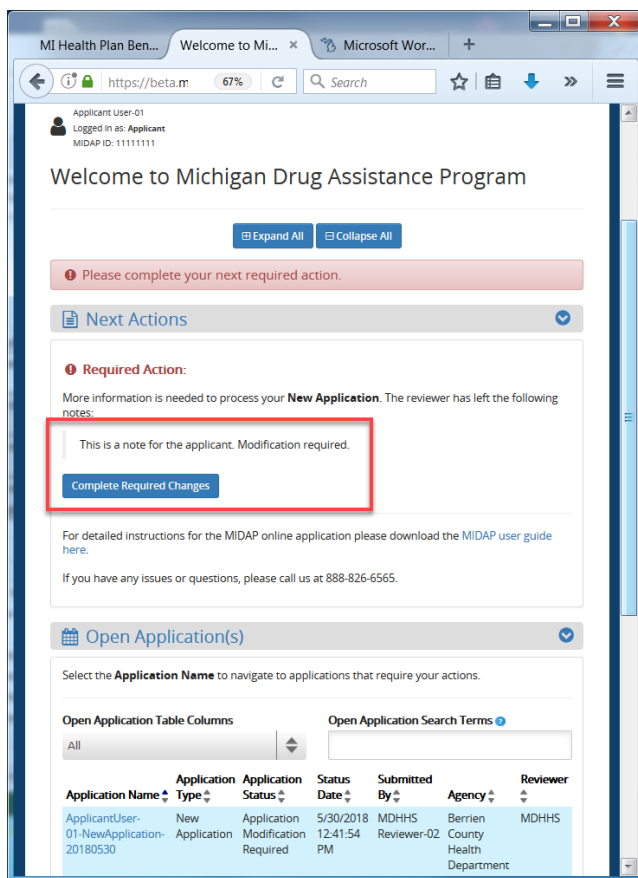 MI Health Plan Ben...
Welcome to Mi... ×
Microsoft Wor... +
https://beta.m 67% Search
Applicant User-01
Logged in as: Applicant
MIDAP ID: 11111111
Welcome to Michigan Drug Assistance Program
Expand All Collapse All
Please complete your next required action.
Next Actions
Required Action:
More information is needed to process your New Application. The reviewer has left the following
notes:
This is a note for the applicant. Modification required.
Complete Required Changes
For detailed instructions for the MIDAP online application please download the MIDAP user guide
here.
If you have any issues or questions, please call us at 888-826-6565.
Open Application(s)
Select the Application Name to navigate to applications that require your actions.
Open Application Table Columns Open Application Search Terms
All
Application Application Status Submitted Reviewer
Application Name Type Status Date By Agency
ApplicantUser- New Application 5/30/2018 MDHHS Berrien MDHHS
01-NewApplication- Application Modification 12:41:54 Reviewer-02 County
20180530 Required PM Health
Department